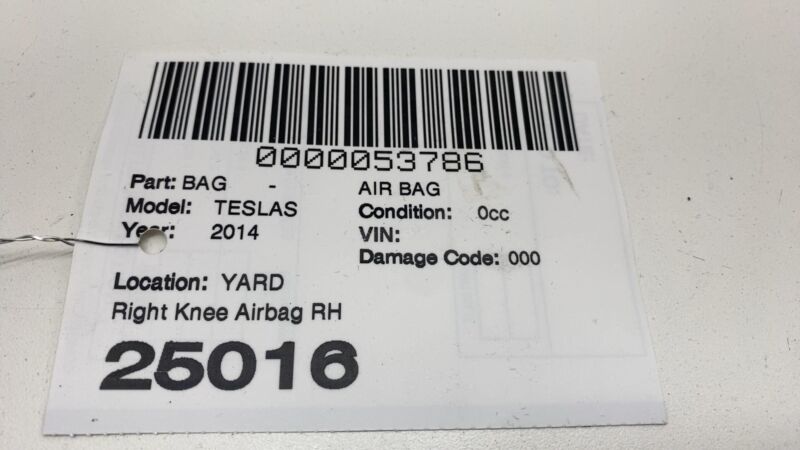 0000053786
Part: BAG - AIR BAG
Model: TESLAS Condition: 0cc
Year: 2014 VIN:
Damage Code: 000
Location: YARD
Right Knee Airbag RH
25016